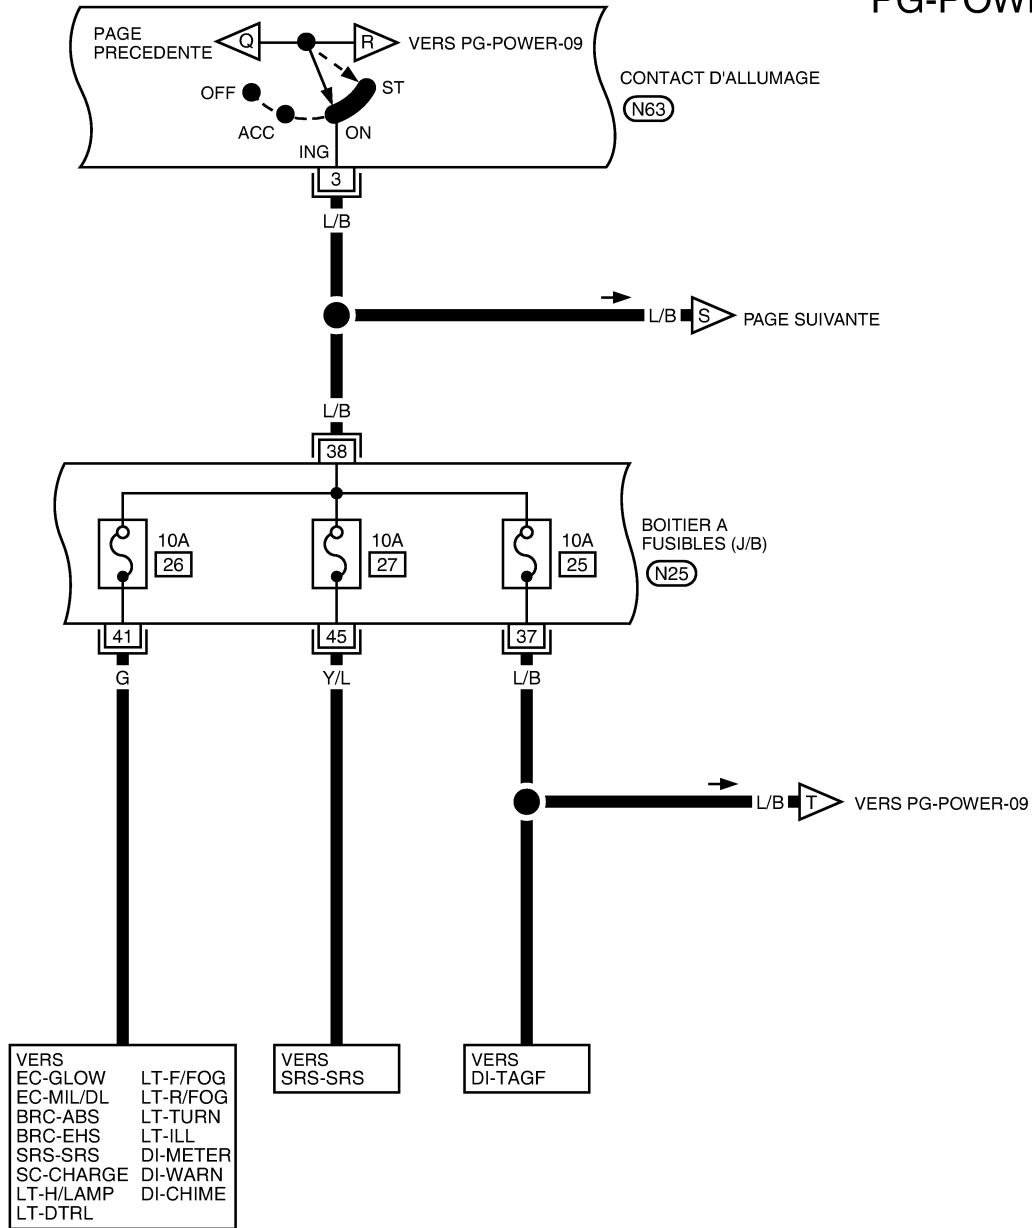 PG-POW
PAGE
PRECEDENTE
Q
R
VERS PG-POWER-09
CONTACT D'ALLUMAGE
N63
OFF
ST
ACC
ON
ING
3
L/B
L/B
S
PAGE SUIVANTE
L/B
38
BOITIER A
FUSIBLES (J/B)
N25
10A
26
10A
27
10A
25
41
45
37
G
Y/L
L/B
L/B
T
VERS PG-POWER-09
VERS
EC-GLOW LT-F/FOG
EC-MIL/DL LT-R/FOG
BRC-ABS LT-TURN
BRC-EHS LT-ILL
SRS-SRS DI-METER
SC-CHARGE DI-WARN
LT-H/LAMP DI-CHIME
LT-DTRL
VERS
SRS-SRS
VERS
DI-TAGF